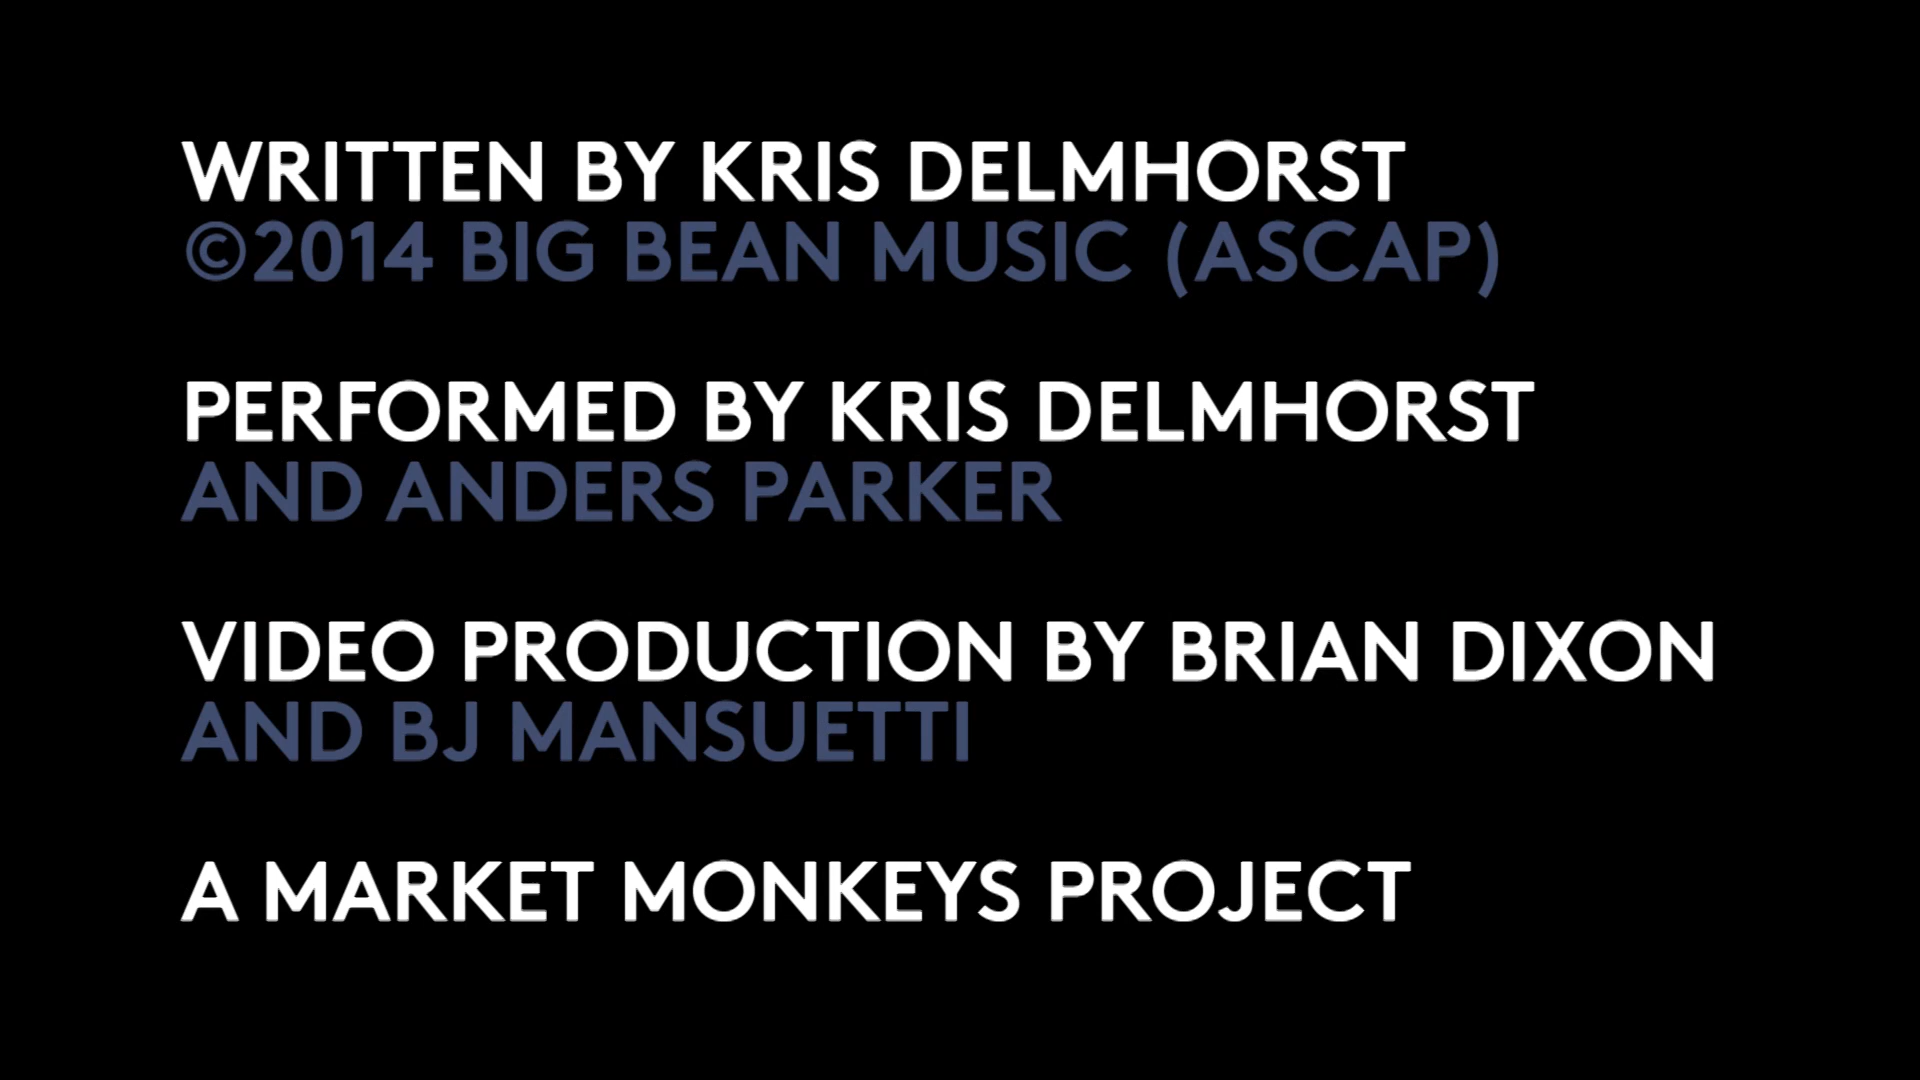 WRITTEN BY KRIS DELMHORST
©2014 BIG BEAN MUSIC (ASCAP)
PERFORMED BY KRIS DELMHORST
AND ANDERS PARKER
VIDEO PRODUCTION BY BRIAN DIXON
AND BJ MANSUETTI
A MARKET MONKEYS PROJECT